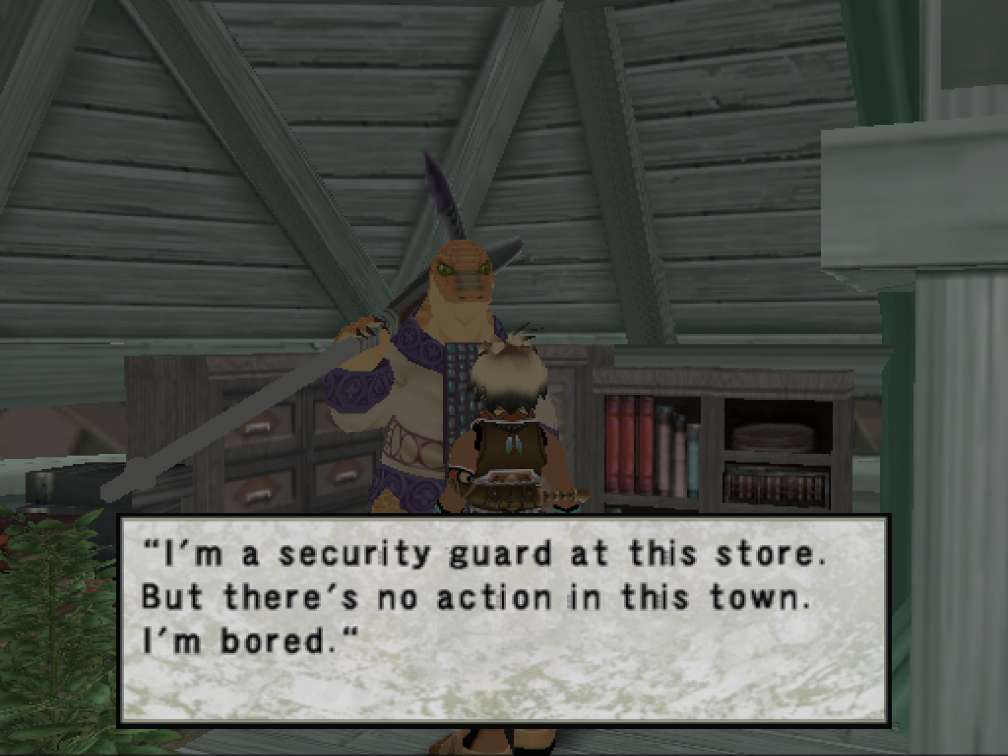 “I'm a security guard at this store.
But there's no action in this town.
I'm bored.“